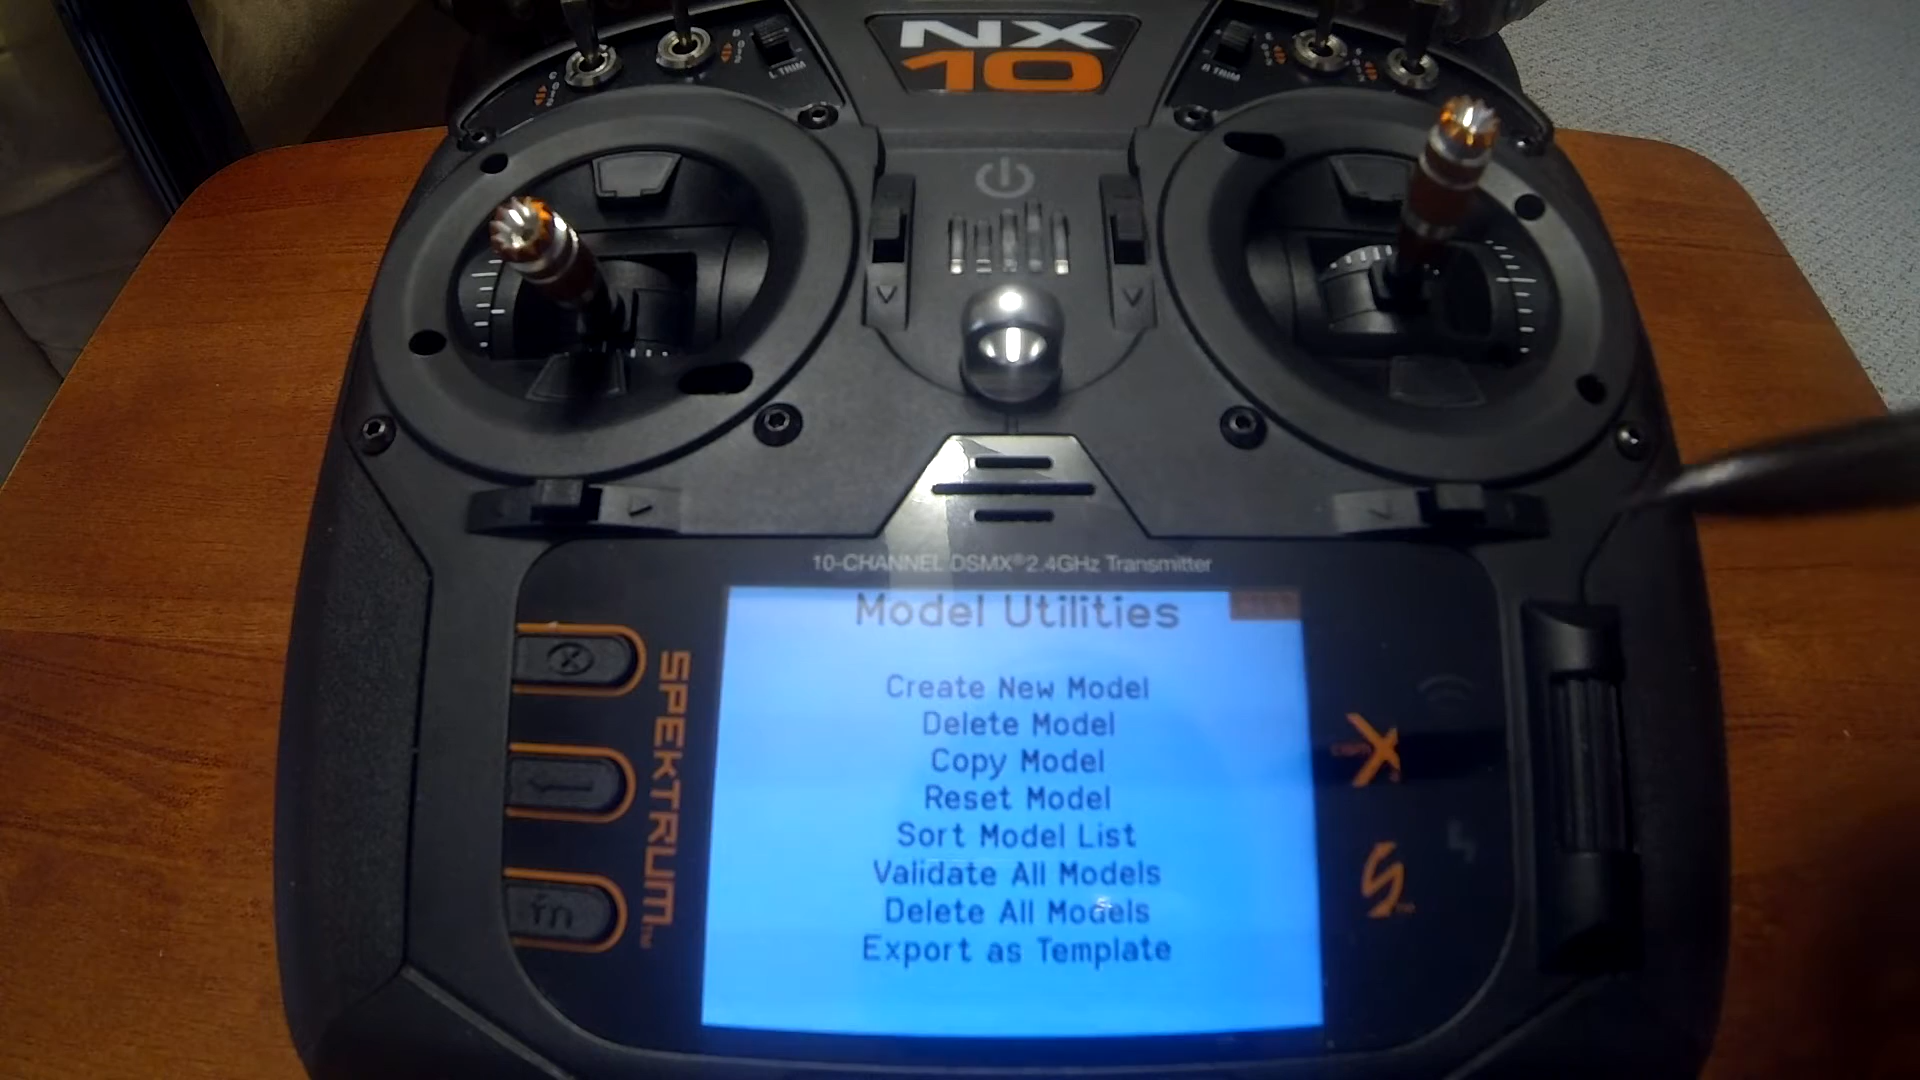 NX
10
L TRIM
R TRIM
10-CHANNEL DSMX® 2.4GHz Transmitter
Model Utilities
Create New Model
Delete Model
Copy Model
Reset Model
Sort Model List
Validate All Models
Delete All Models
Export as Template
SPEKTRUM™
fn